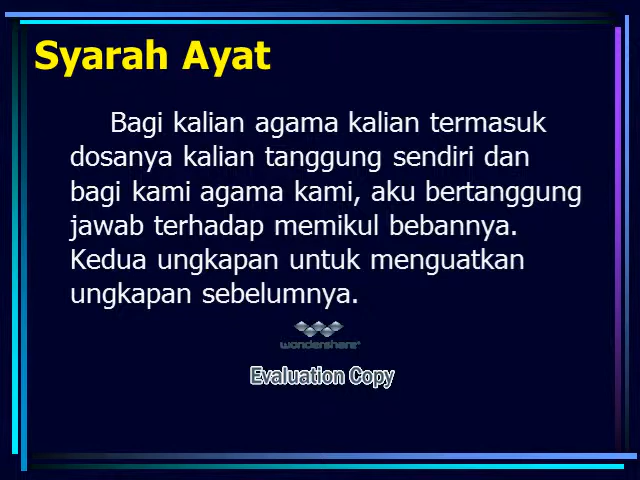 Syarah Ayat
Bagi kalian agama kalian termasuk
dosanya kalian tanggung sendiri dan
bagi kami agama kami, aku bertanggung
jawab terhadap memikul bebannya.
Kedua ungkapan untuk menguatkan
ungkapan sebelumnya.
wondershare
Evaluation Copy